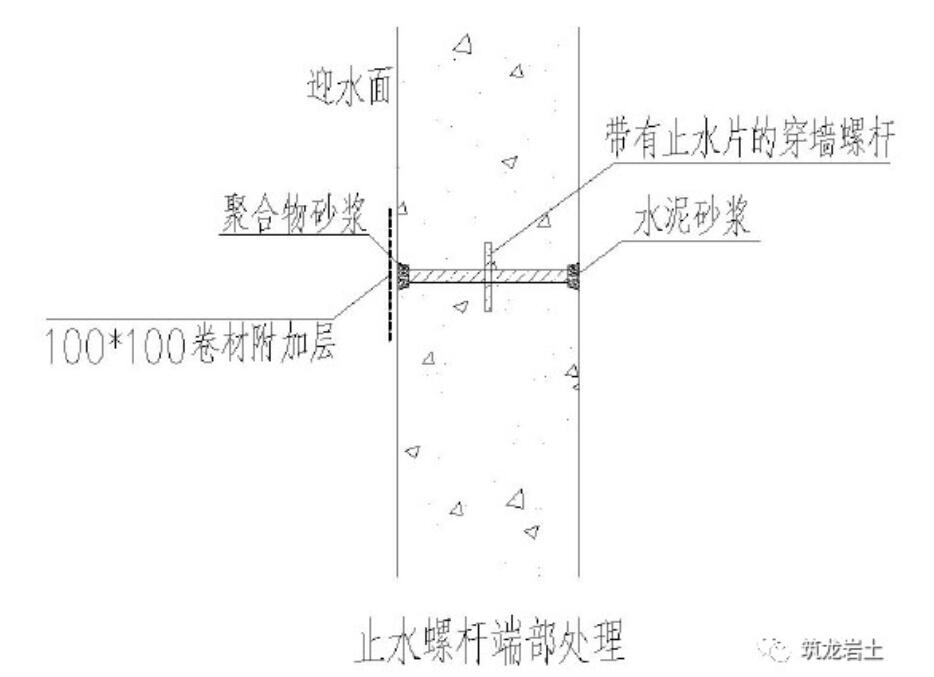 迎水面
带有止水片的穿墙螺杆
聚合物砂浆
水泥砂浆
100*100卷材附加层
止水螺杆端部处理
筑龙岩土